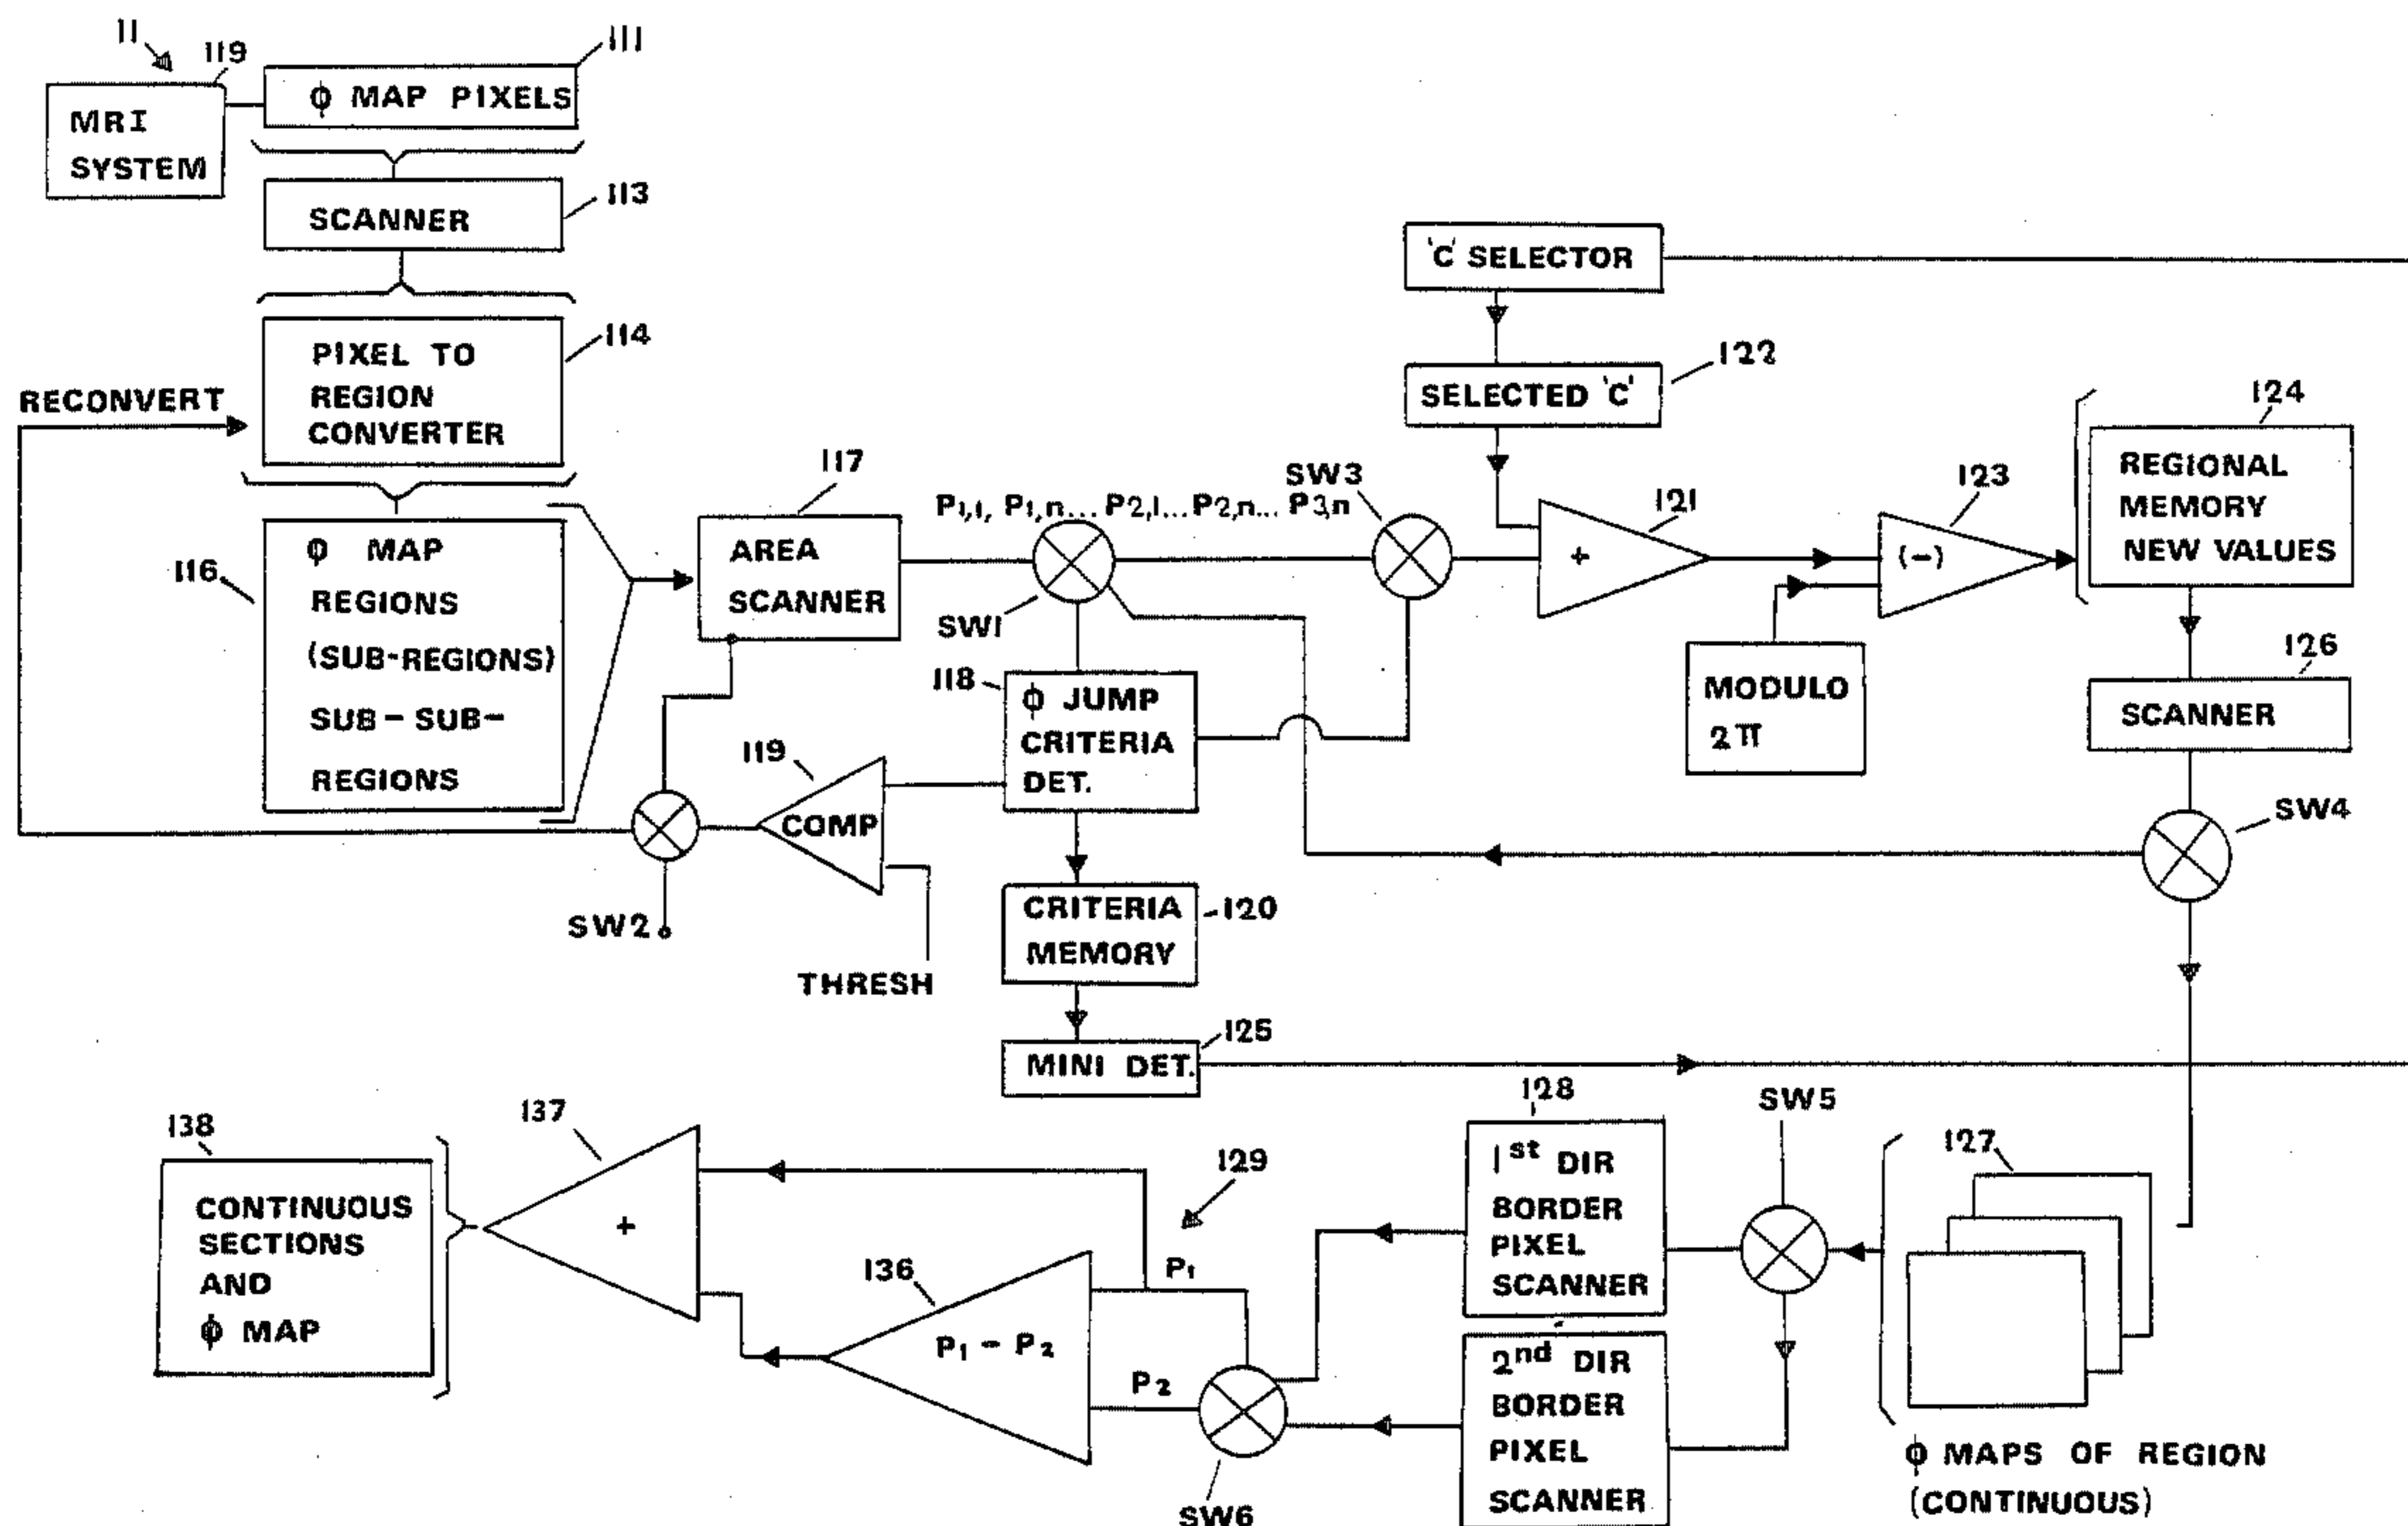 11
119
111
MRI
SYSTEM
ϕ MAP PIXELS
SCANNER
113
PIXEL TO
REGION
CONVERTER
114
RECONVERT
116
ϕ MAP
REGIONS
(SUB-REGIONS)
SUB-SUB-
REGIONS
117
AREA
SCANNER
P1,1, P1,n... P2,1... P2,n... P3,n
SW1
SW3
'C' SELECTOR
SELECTED 'C'
122
+
121
(-)
123
MODULO
2π
124
REGIONAL
MEMORY
NEW VALUES
126
SCANNER
SW4
118
ϕ JUMP
CRITERIA
DET.
119
COMP
THRESH
SW2
CRITERIA
MEMORY
120
125
MINI DET.
138
CONTINUOUS
SECTIONS
AND
ϕ MAP
137
+
129
136
P1 - P2
P1
P2
SW6
128
1st DIR
BORDER
PIXEL
SCANNER
2nd DIR
BORDER
PIXEL
SCANNER
SW5
127
ϕ MAPS OF REGION
(CONTINUOUS)